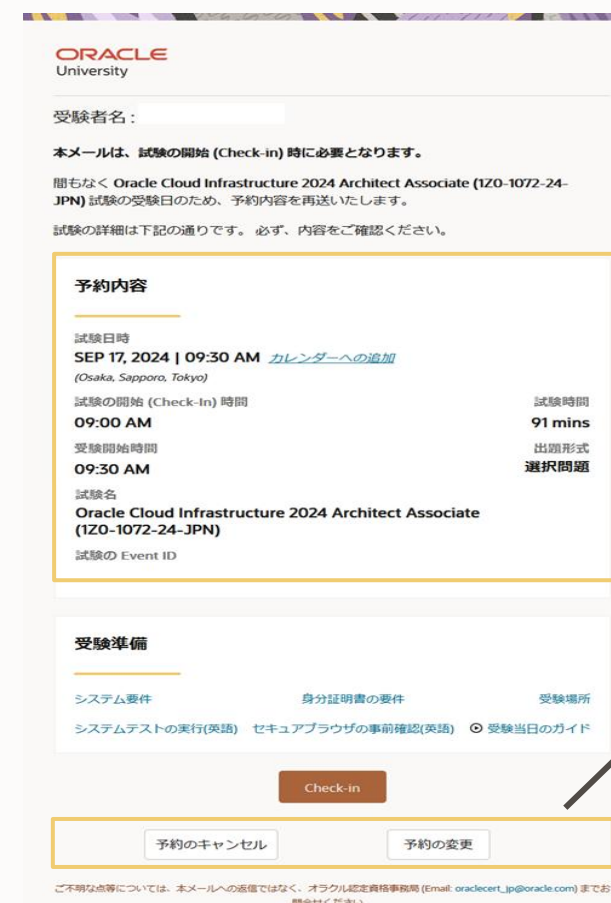 ORACLE
University
受験者名 :
本メールは、試験の開始 (Check-in) 時に必要となります。
間もなく Oracle Cloud Infrastructure 2024 Architect Associate (1Z0-1072-24-
JPN) 試験の受験日のため、予約内容を再送いたします。
試験の詳細は下記の通りです。 必ず、内容をご確認ください。
予約内容
試験日時
SEP 17, 2024 | 09:30 AM カレンダーへの追加
(Osaka, Sapporo, Tokyo)
試験の開始 (Check-In) 時間 試験時間
09:00 AM 91 mins
受験開始時間 出題形式
09:30 AM 選択問題
試験名
Oracle Cloud Infrastructure 2024 Architect Associate
(1Z0-1072-24-JPN)
試験の Event ID
受験準備
システム要件 身分証明書の要件 受験場所
システムテストの実行(英語) セキュアブラウザの事前確認(英語) 受験当日のガイド
Check-in
予約のキャンセル 予約の変更
ご不明な点等については、本メールへの返信ではなく、オラクル認定資格事務局 (Email: oraclecert_jp@oracle.com) までお
問合せください